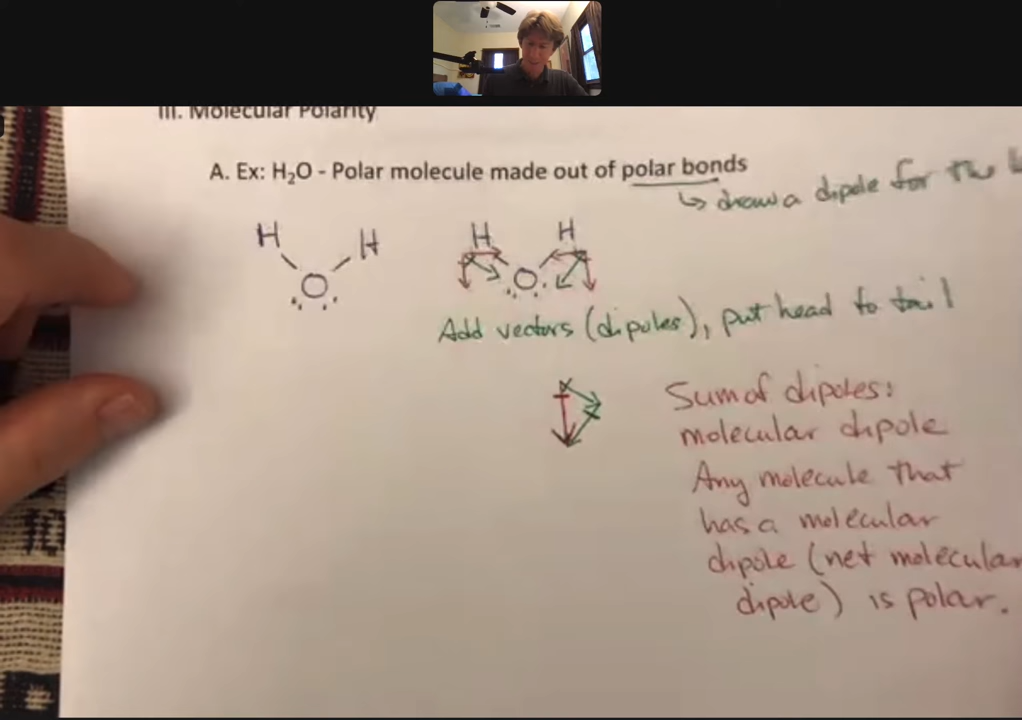 III. Molecular Polarity
A. Ex: H₂O - Polar molecule made out of polar bonds
↳ draw a dipole for the
H H H H
O O
Add vectors (dipoles), put head to tail
Sum of dipoles:
molecular dipole
Any molecule that
has a molecular
dipole (net molecular
dipole) is polar.